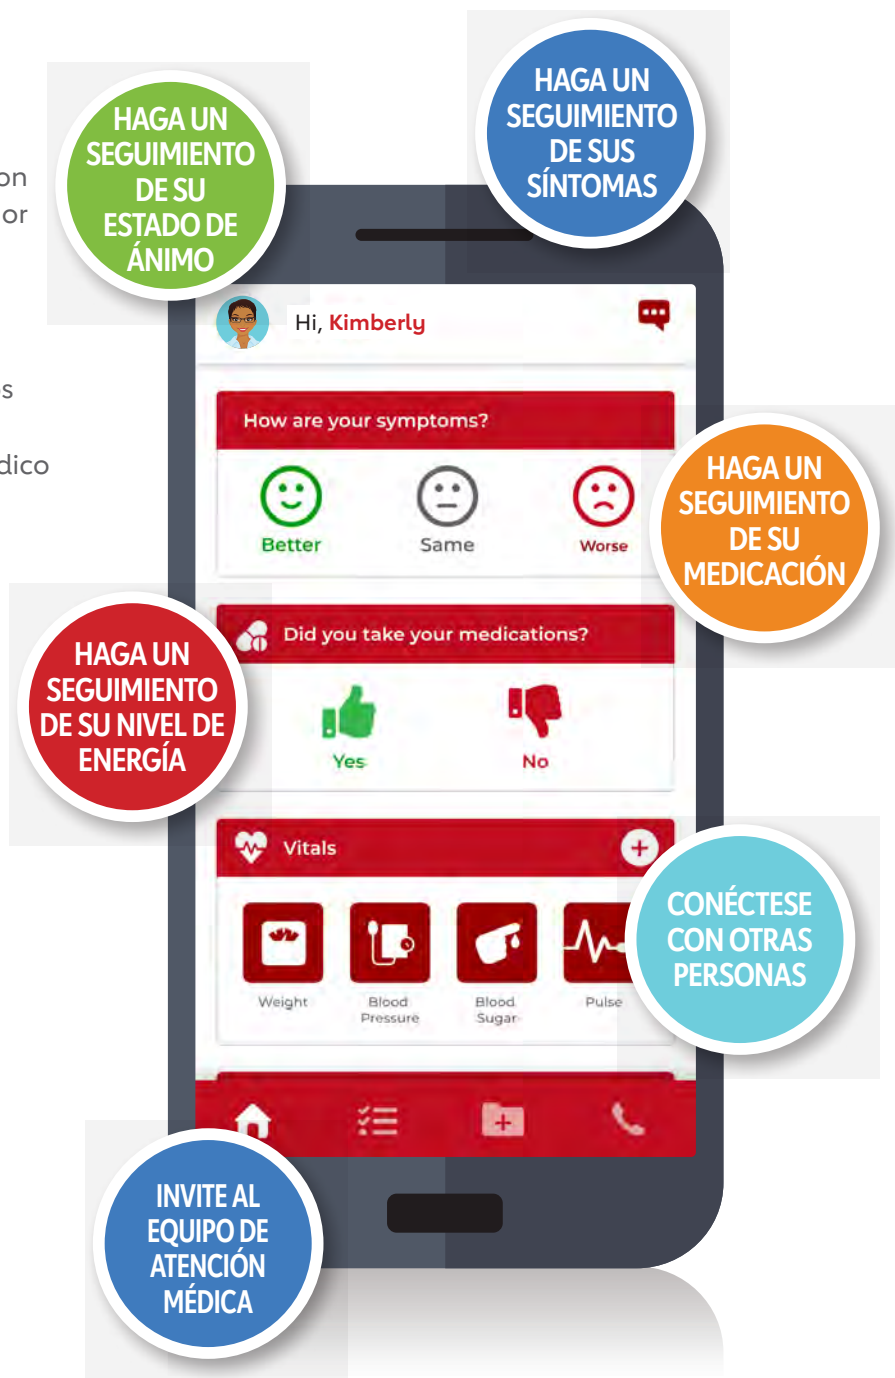 HAGA UN
SEGUIMIENTO
DE SUS
SÍNTOMAS
HAGA UN
SEGUIMIENTO
DE SU
ESTADO DE
ÁNIMO
on
or
Hi, Kimberly
os
dico
How are your symptoms?
Better Same Worse
HAGA UN
SEGUIMIENTO
DE SU
MEDICACIÓN
Did you take your medications?
Yes No
HAGA UN
SEGUIMIENTO
DE SU NIVEL DE
ENERGÍA
Vitals
Weight Blood Pressure Blood Sugar Pulse
CONÉCTESE
CON OTRAS
PERSONAS
INVITE AL
EQUIPO DE
ATENCIÓN
MÉDICA